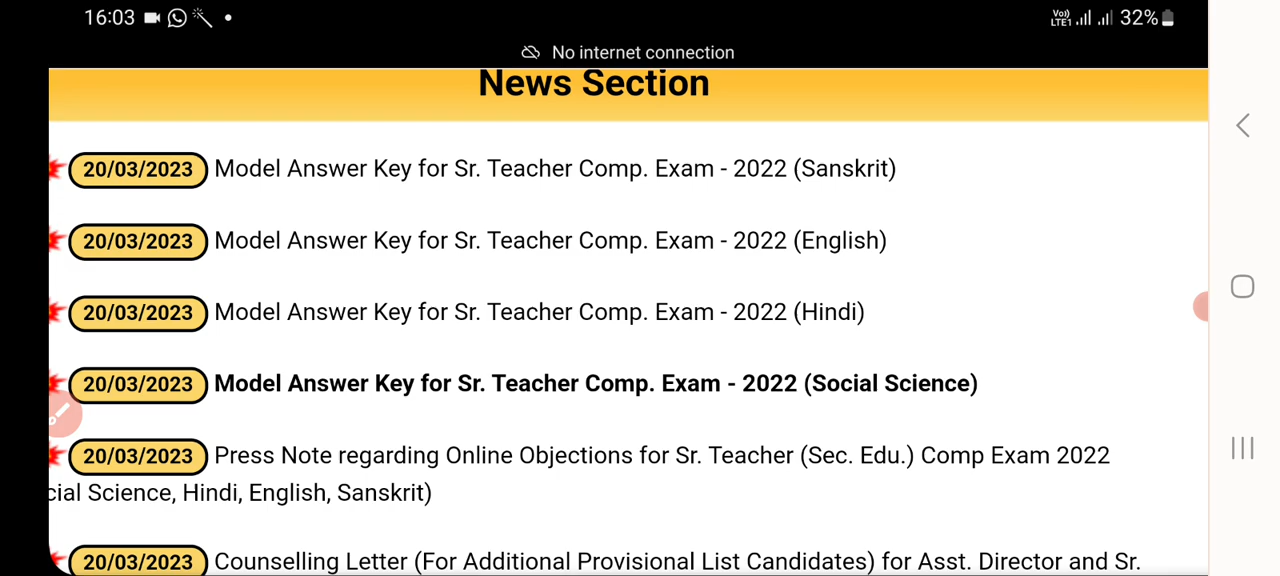 16:03 Vo)) LTE1 32%
No internet connection
News Section
20/03/2023 Model Answer Key for Sr. Teacher Comp. Exam - 2022 (Sanskrit)
20/03/2023 Model Answer Key for Sr. Teacher Comp. Exam - 2022 (English)
20/03/2023 Model Answer Key for Sr. Teacher Comp. Exam - 2022 (Hindi)
20/03/2023 Model Answer Key for Sr. Teacher Comp. Exam - 2022 (Social Science)
20/03/2023 Press Note regarding Online Objections for Sr. Teacher (Sec. Edu.) Comp Exam 2022
cial Science, Hindi, English, Sanskrit)
20/03/2023 Counselling Letter (For Additional Provisional List Candidates) for Asst. Director and Sr.